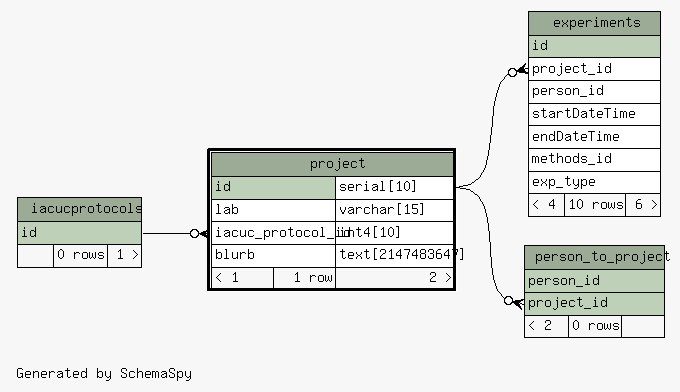 experiments
id
project_id
person_id
startDateTime
endDateTime
methods_id
exp_type
< 4 10 rows 6 >
project
id serial[10]
lab varchar[15]
iacuc_protocol_id int4[10]
blurb text[2147483647]
< 1 1 row 2 >
iacucprotocols
id
0 rows 1 >
person_to_project
person_id
project_id
< 2 0 rows
Generated by SchemaSpy